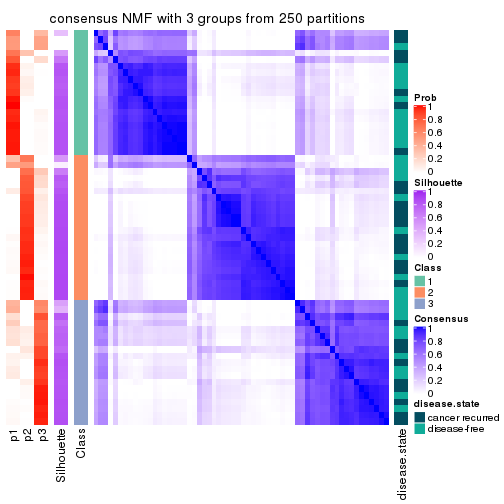 consensus NMF with 3 groups from 250 partitions
Prob
1
0.8
0.6
0.4
0.2
0
Silhouette
1
0.8
0.6
0.4
0.2
0
Class
1
2
3
Consensus
1
0.8
0.6
0.4
0.2
0
disease.state
cancer recurred
disease-free
p1
p2
p3
Silhouette
Class
disease.state